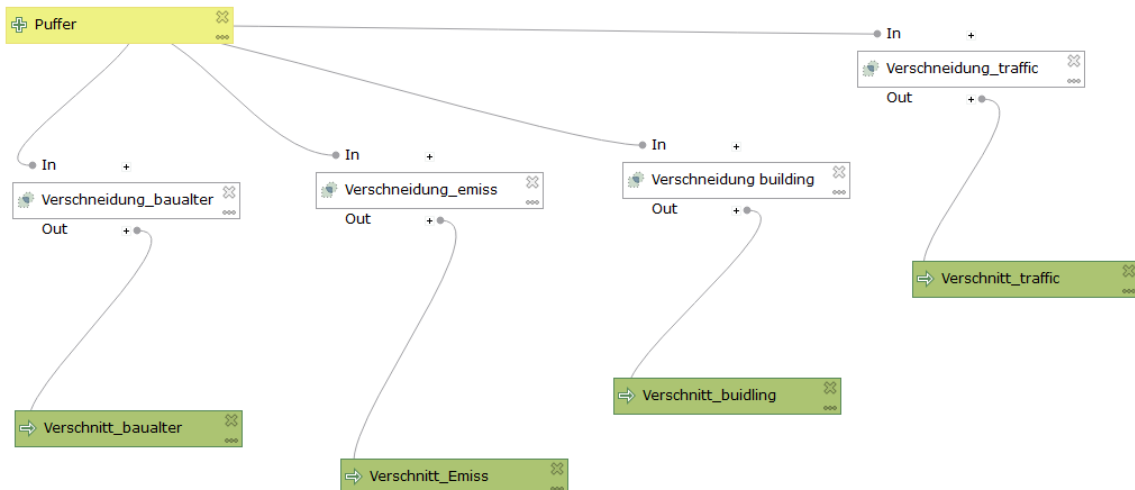 Puffer
In
+
Verschneidung_traffic
Out
+
In
+
Verschneidung_baualter
Out
+
In
+
Verschneidung_emiss
Out
+
In
+
Verschneidung building
Out
+
Verschnitt_traffic
Verschnitt_buidling
Verschnitt_baualter
Verschnitt_Emiss